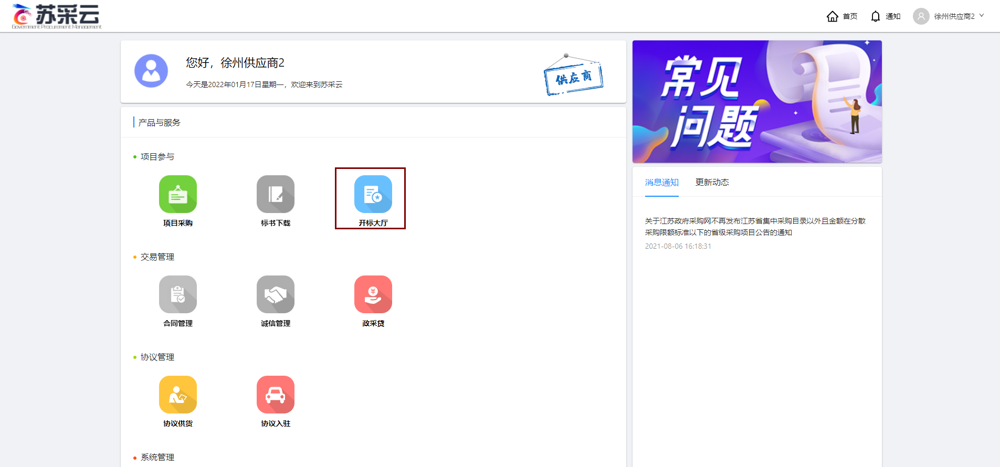 苏采云
Government Procurement Management
首页
通知
徐州供应商2
您好，徐州供应商2
今天是2022年01月17日星期一，欢迎来到苏采云
供应商
常见
问题
产品与服务
项目参与
项目采购
标书下载
开标大厅
交易管理
合同管理
诚信管理
政采贷
协议管理
协议供货
协议入驻
系统管理
消息通知
更新动态
关于江苏政府采购网不再发布江苏省集中采购目录以外且金额在分散
采购限额标准以下的省级采购项目公告的通知
2021-08-06 16:18:31